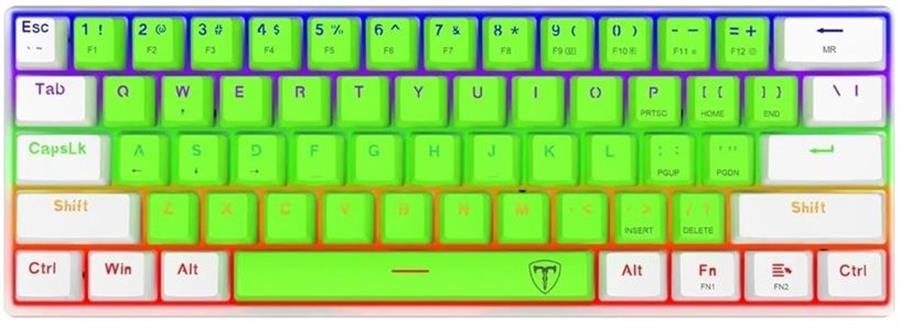 Esc 1 ! 2 @ 3 # 4 $ 5 % 6 ^ 7 & 8 * 9 ( 0 ) - - = + ←
` ~ F1 F2 F3 F4 F5 F6 F7 F8 F9 F10 F11 F12 MR
Tab Q W E R T Y U I O P [ { ] } \ |
↑ PRTSC HOME END
CapsLk A S D F G H J K L ; : ' "
← ↓ → PGUP PGDN
Shift Z X C V B N M , < . > / ? Shift
INSERT DELETE
Ctrl Win Alt Alt Fn Ctrl
FN1 FN2